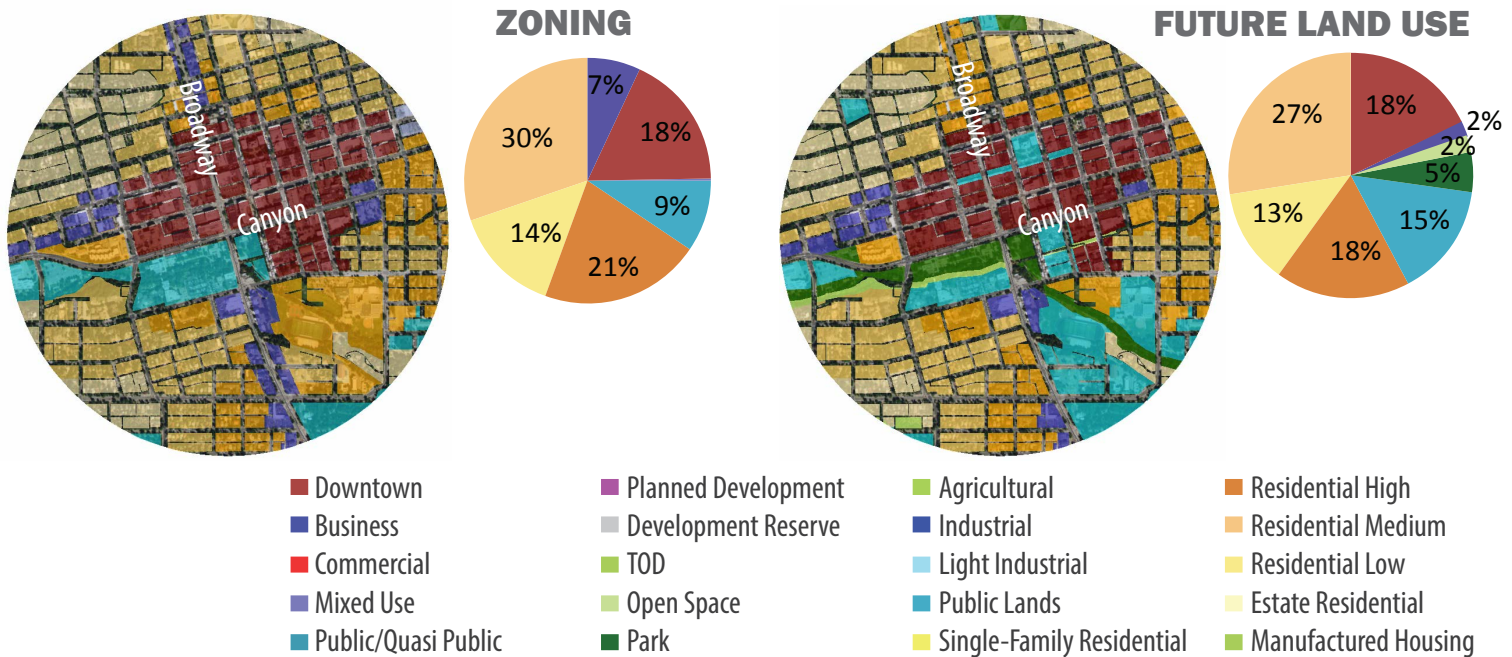 ZONING
FUTURE LAND USE
Broadway
Canyon
7%
18%
9%
21%
14%
30%
Broadway
Canyon
18%
2%
2%
5%
15%
18%
13%
27%
Downtown
Business
Commercial
Mixed Use
Public/Quasi Public
Planned Development
Development Reserve
TOD
Open Space
Park
Agricultural
Industrial
Light Industrial
Public Lands
Single-Family Residential
Residential High
Residential Medium
Residential Low
Estate Residential
Manufactured Housing